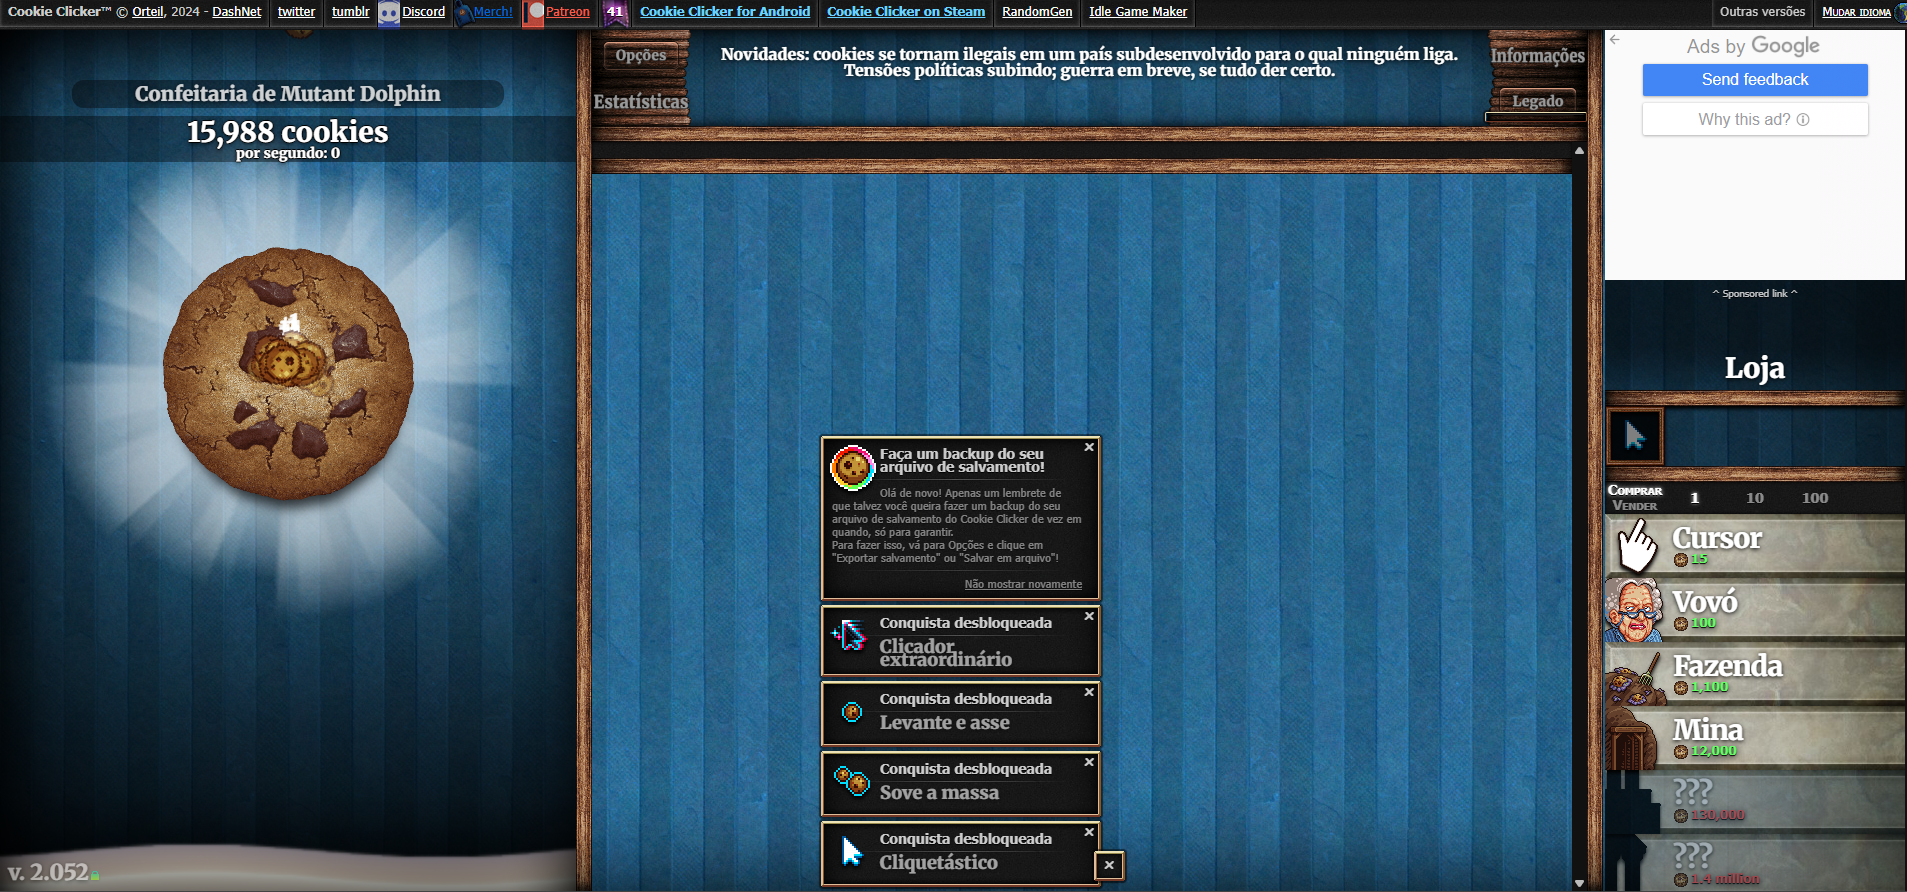 Cookie Clicker™ © Orteil, 2024 - DashNet
twitter
tumblr
Discord
Merch!
Patreon
41
Cookie Clicker for Android
Cookie Clicker on Steam
RandomGen
Idle Game Maker
Outras versões
Mudar idioma
Confeitaria de Mutant Dolphin
15,988 cookies
por segundo: 0
v. 2.052
Opções
Estatísticas
Novidades: cookies se tornam ilegais em um país subdesenvolvido para o qual ninguém liga.
Tensões políticas subindo; guerra em breve, se tudo der certo.
Informações
Legado
Faça um backup do seu
arquivo de salvamento!
Olá de novo! Apenas um lembrete de
que talvez você queira fazer um backup do seu
arquivo de salvamento do Cookie Clicker de vez em
quando, só para garantir.
Para fazer isso, vá para Opções e clique em
"Exportar salvamento" ou "Salvar em arquivo"!
Não mostrar novamente
Conquista desbloqueada
Clicador
extraordinário
Conquista desbloqueada
Levante e asse
Conquista desbloqueada
Sove a massa
Conquista desbloqueada
Cliquetástico
Ads by Google
Send feedback
Why this ad?
^ Sponsored link ^
Loja
Comprar
Vender
1
10
100
Cursor
15
Vovó
100
Fazenda
1,100
Mina
12,000
???
130,000
???
1.4 million